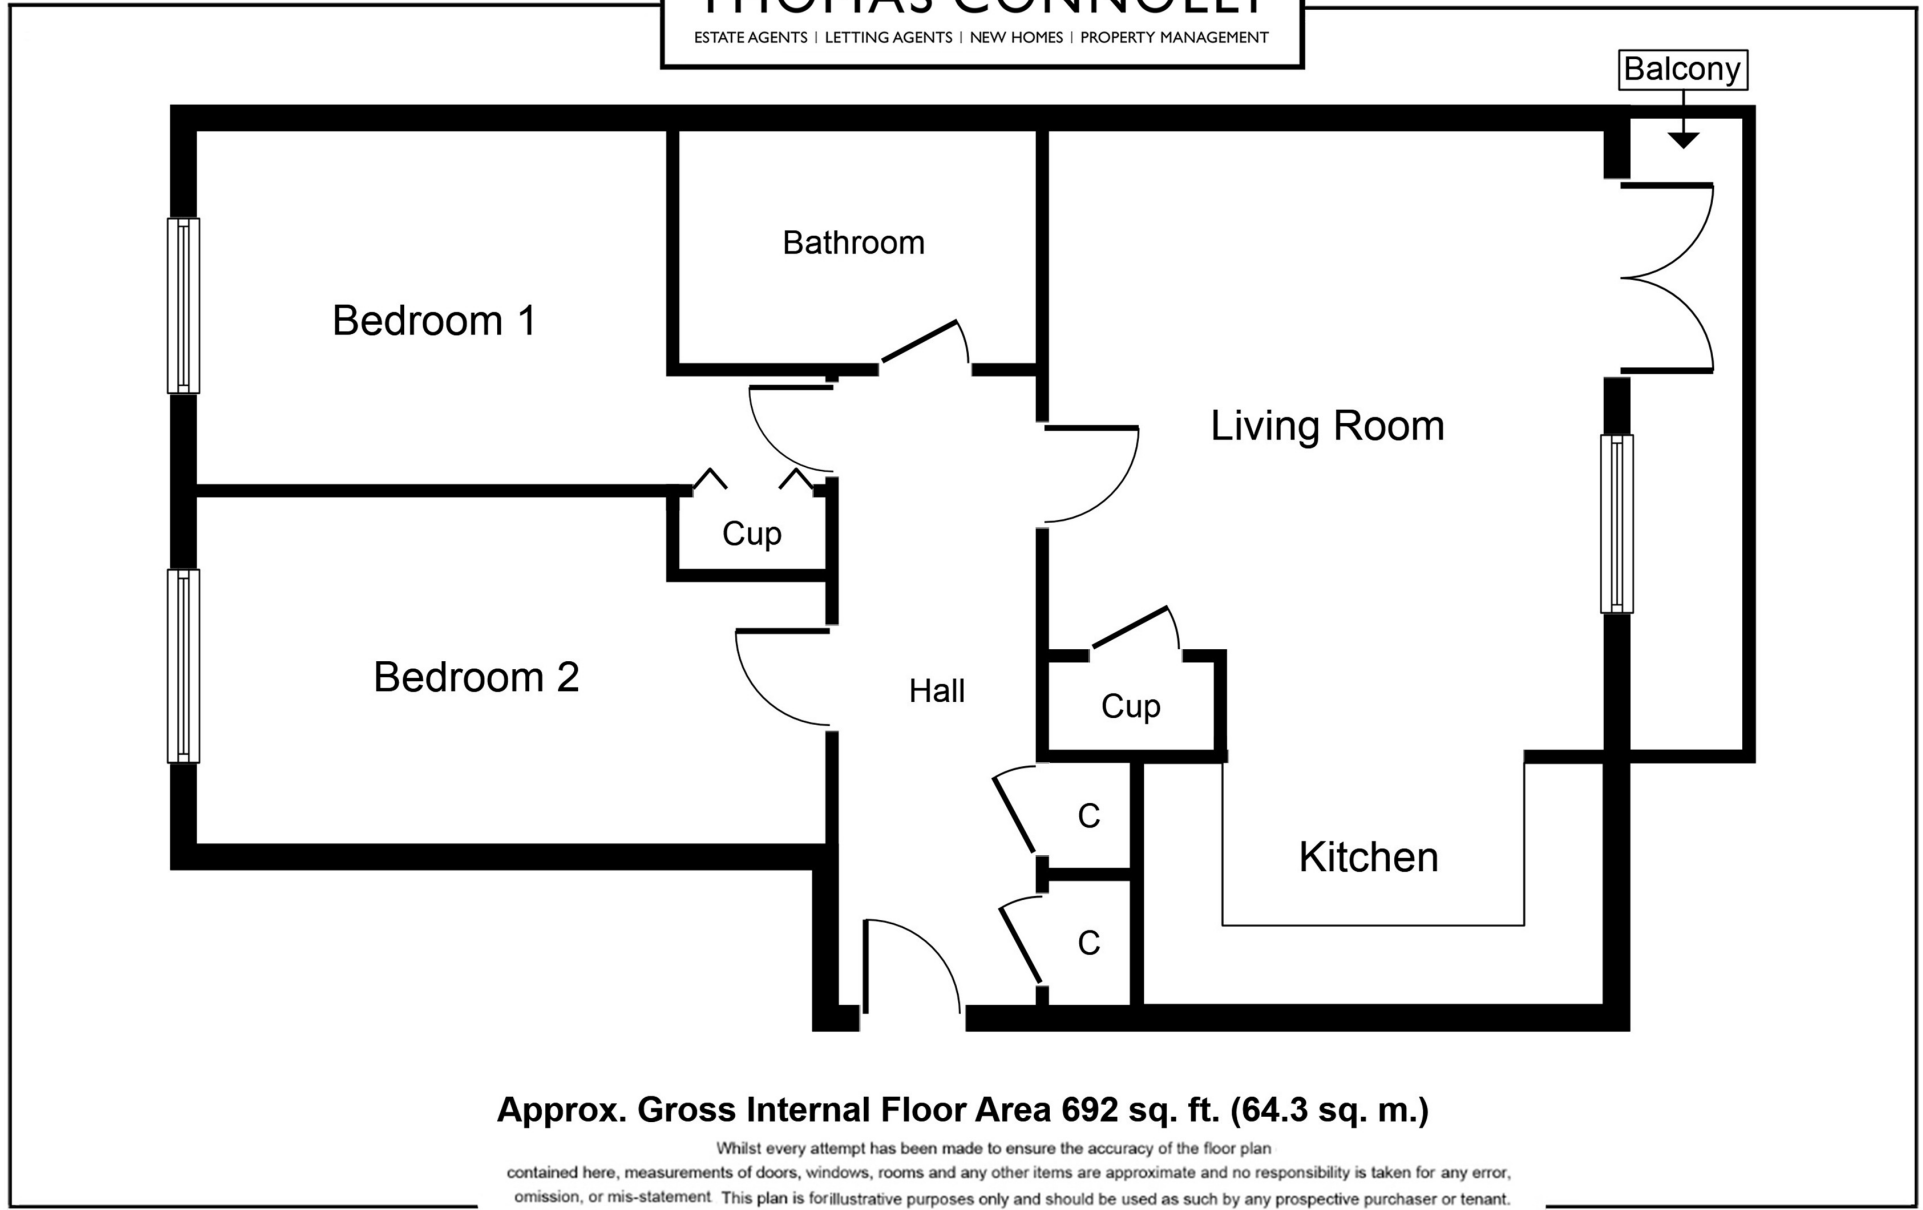 THOMAS CONNOLLY
ESTATE AGENTS | LETTING AGENTS | NEW HOMES | PROPERTY MANAGEMENT
Balcony
Bathroom
Bedroom 1
Living Room
Cup
Bedroom 2
Hall
Cup
C
Kitchen
C
Approx. Gross Internal Floor Area 692 sq. ft. (64.3 sq. m.)
Whilst every attempt has been made to ensure the accuracy of the floor plan
contained here, measurements of doors, windows, rooms and any other items are approximate and no responsibility is taken for any error,
omission, or mis-statement This plan is forillustrative purposes only and should be used as such by any prospective purchaser or tenant.